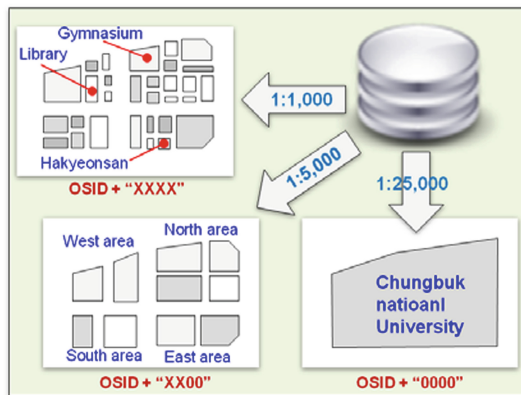 Gymnasium
Library
Hakyeonsan
OSID + “XXXX”
1:1,000
1:5,000
1:25,000
West area
North area
South area
East area
OSID + “XX00”
Chungbuk
natioanl
University
OSID + “0000”